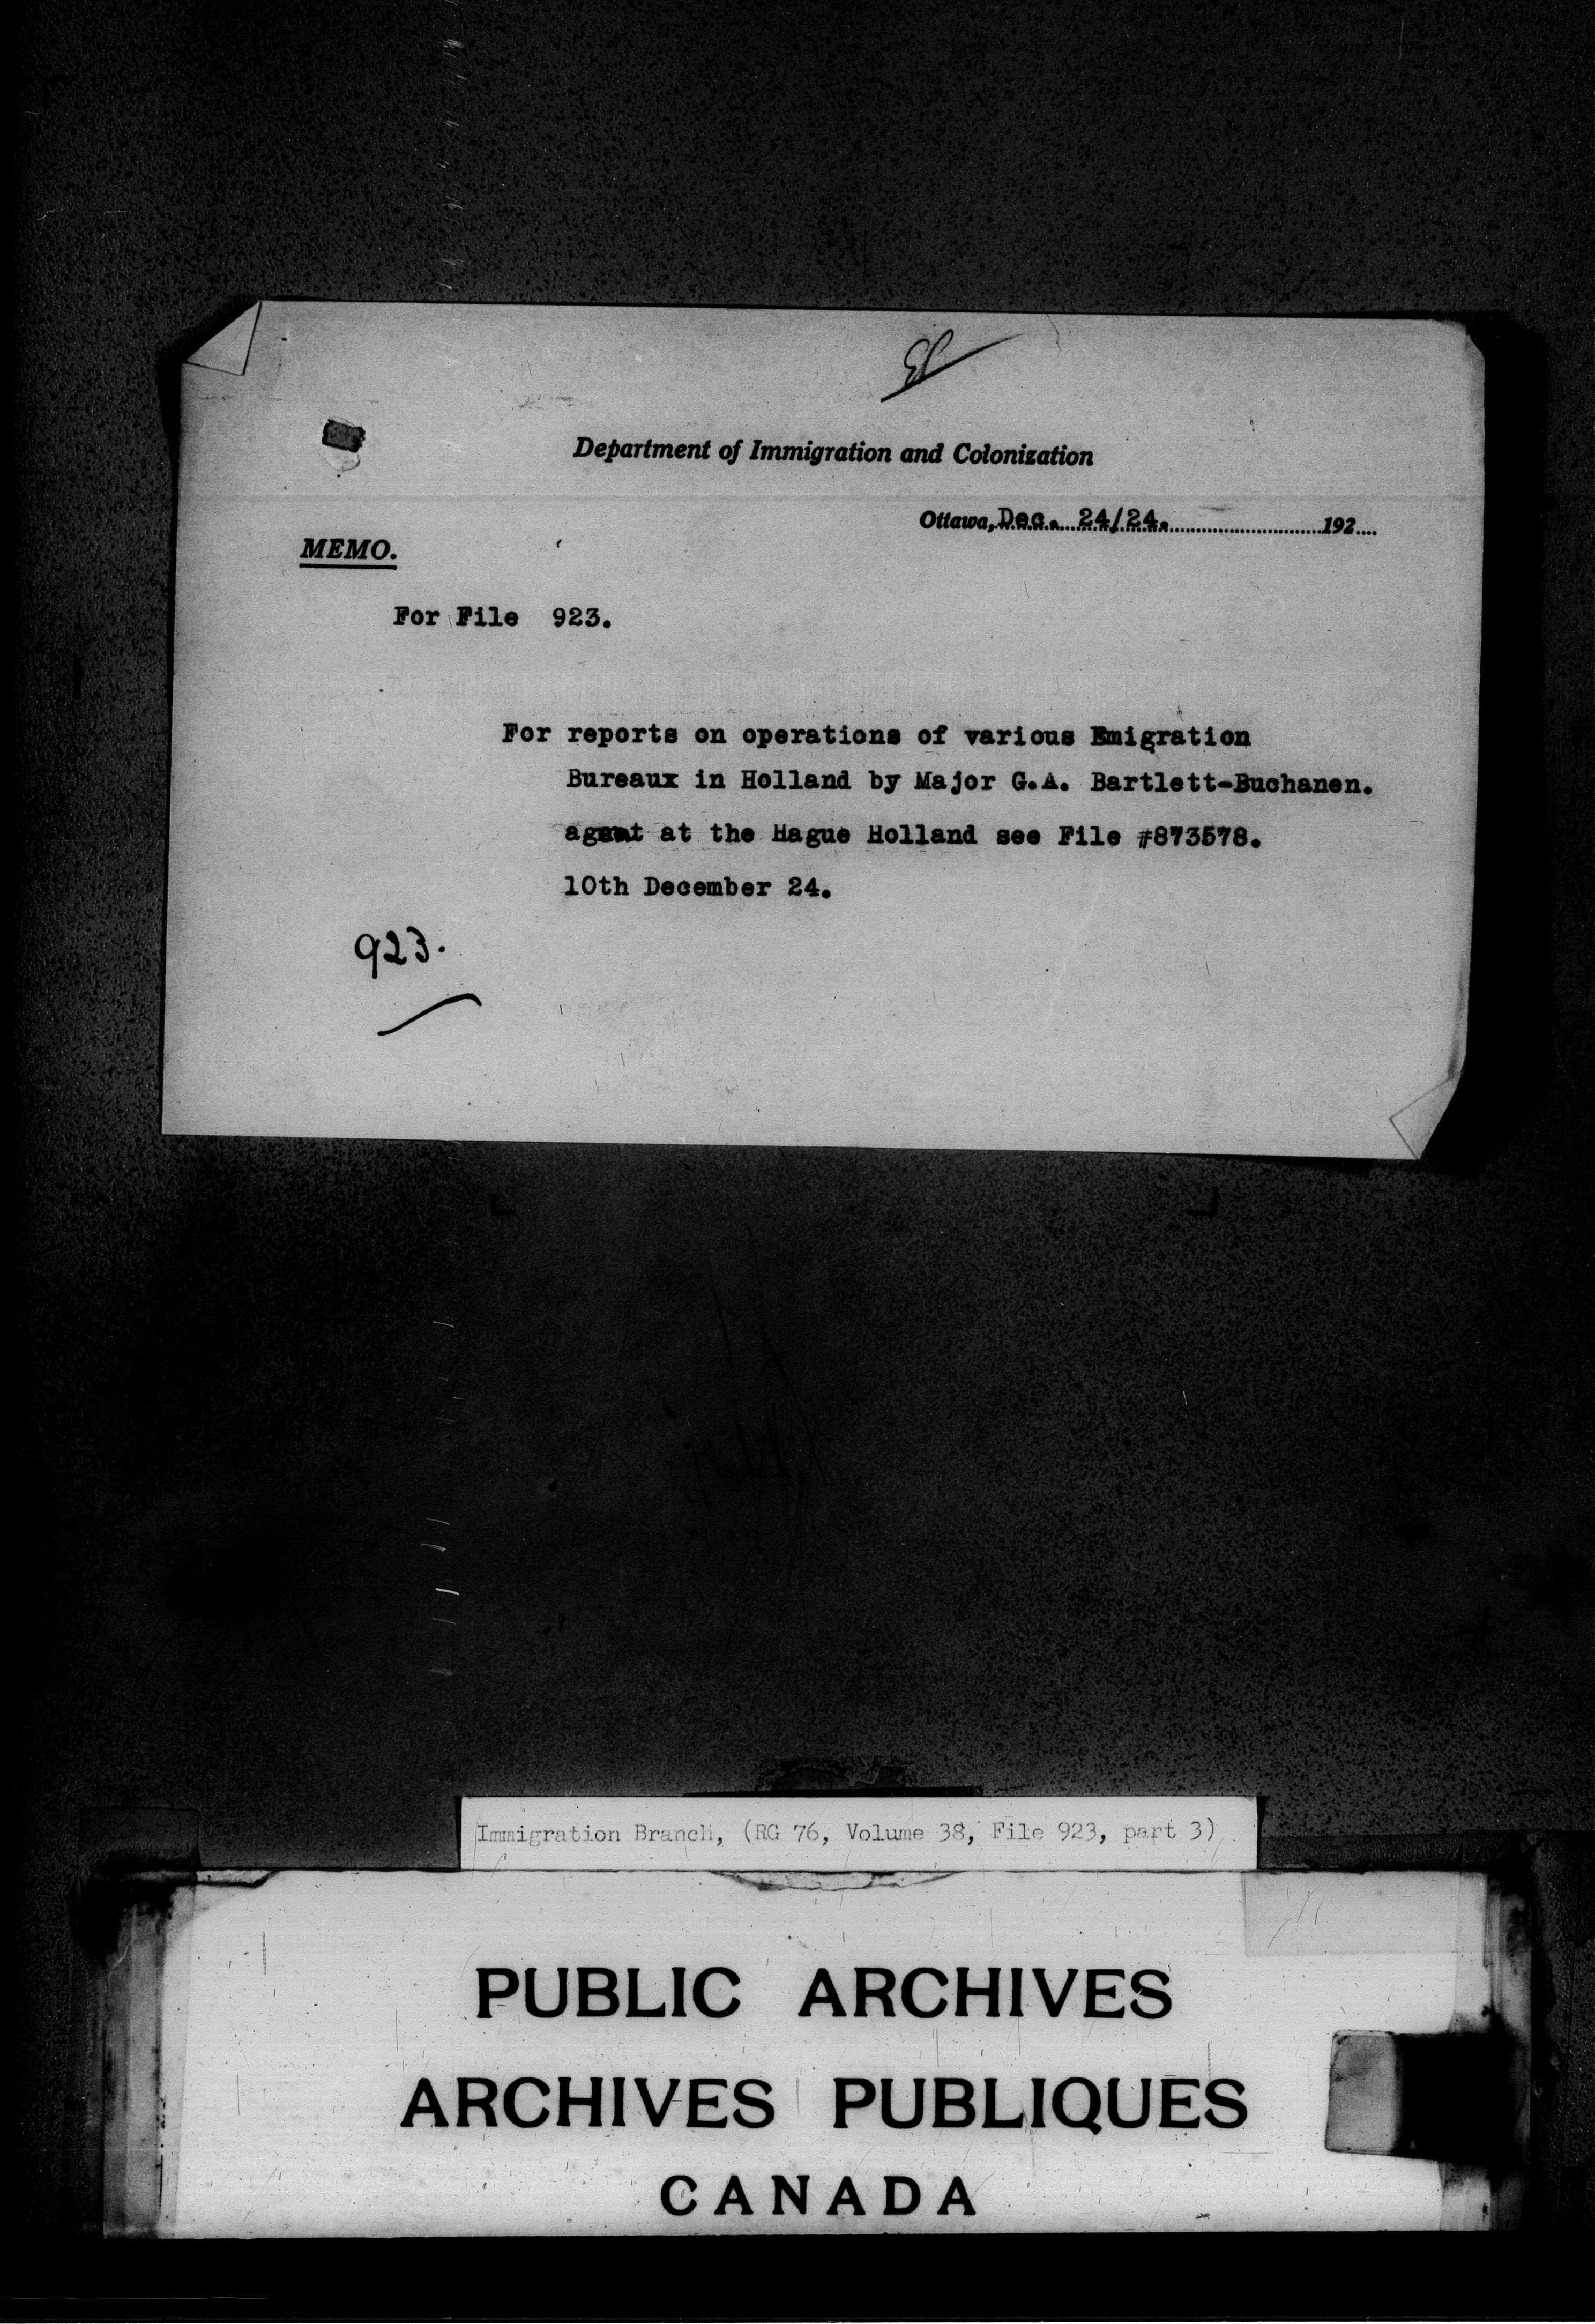 Department of Immigration and Colonization
Ottawa, Dec. 24/24. 192....
MEMO.
For File 923.
For reports on operations of various Emigration
Bureaux in Holland by Major G.A. Bartlett-Buchanen.
agent at the Hague Holland see File #873578.
10th December 24.
923.
Immigration Branch, (RG 76, Volume 38, File 923, part 3)
PUBLIC ARCHIVES
ARCHIVES PUBLIQUES
CANADA